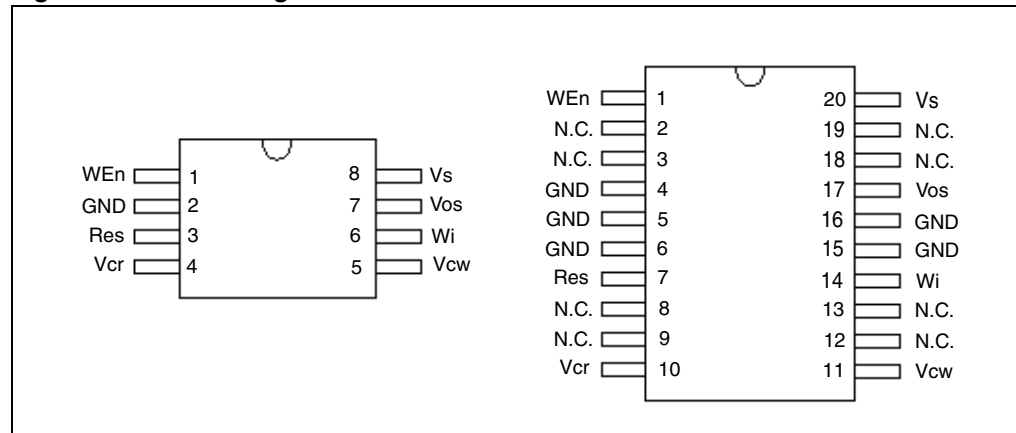 WEn 1 8 Vs
GND 2 7 Vos
Res 3 6 Wi
Vcr 4 5 Vcw
WEn 1 20 Vs
N.C. 2 19 N.C.
N.C. 3 18 N.C.
GND 4 17 Vos
GND 5 16 GND
GND 6 15 GND
Res 7 14 Wi
N.C. 8 13 N.C.
N.C. 9 12 N.C.
Vcr 10 11 Vcw